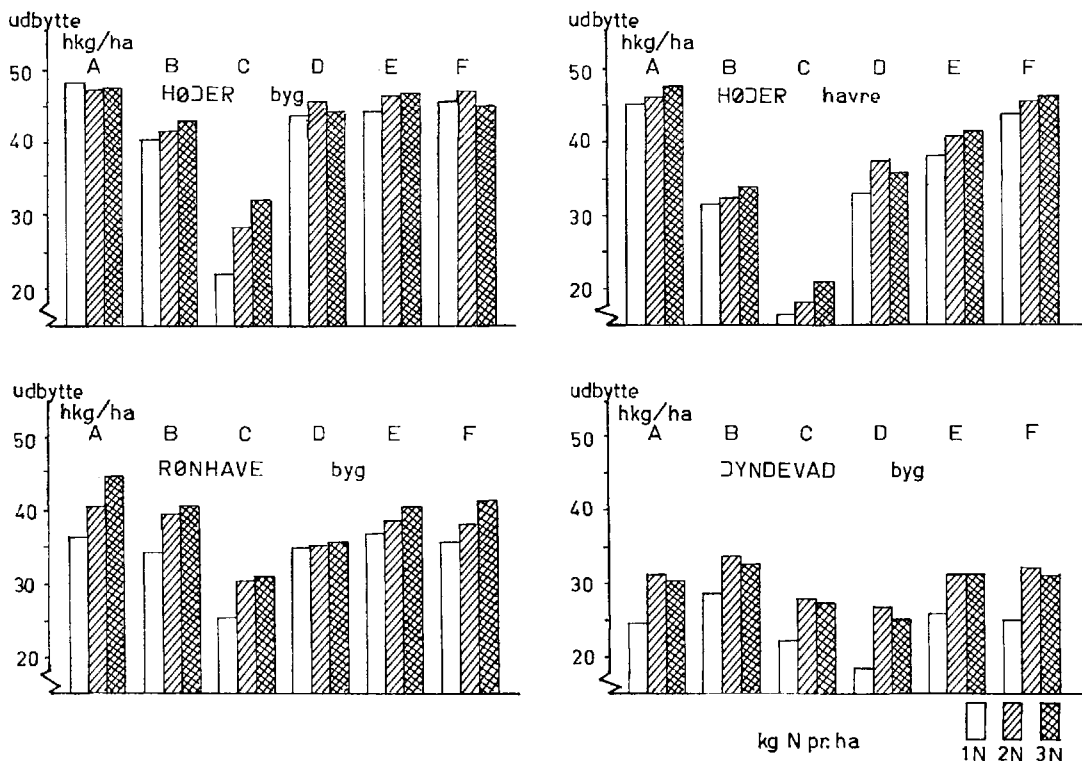 udbytte
hkg/ha
A B C D E F
HØJER byg
50
40
30
20
udbytte
hkg/ha
A B C D E F
HØJER havre
50
40
30
20
udbytte
hkg/ha
A B C D E F
RØNHAVE byg
50
40
30
20
udbytte
hkg/ha
A B C D E F
JYNDEVAD byg
50
40
30
20
kg N pr. ha
1N 2N 3N